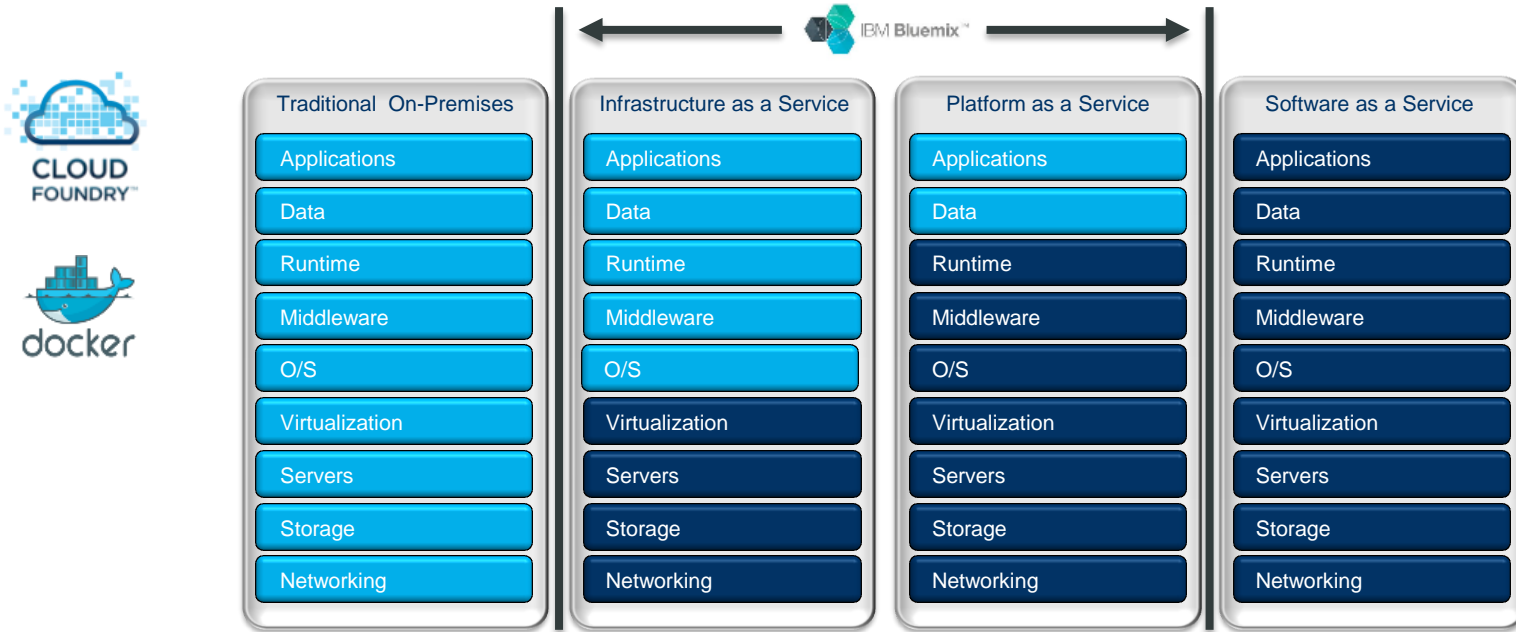 IBM Bluemix™
CLOUD
FOUNDRY™
docker
Traditional On-Premises
Applications
Data
Runtime
Middleware
O/S
Virtualization
Servers
Storage
Networking
Infrastructure as a Service
Applications
Data
Runtime
Middleware
O/S
Virtualization
Servers
Storage
Networking
Platform as a Service
Applications
Data
Runtime
Middleware
O/S
Virtualization
Servers
Storage
Networking
Software as a Service
Applications
Data
Runtime
Middleware
O/S
Virtualization
Servers
Storage
Networking